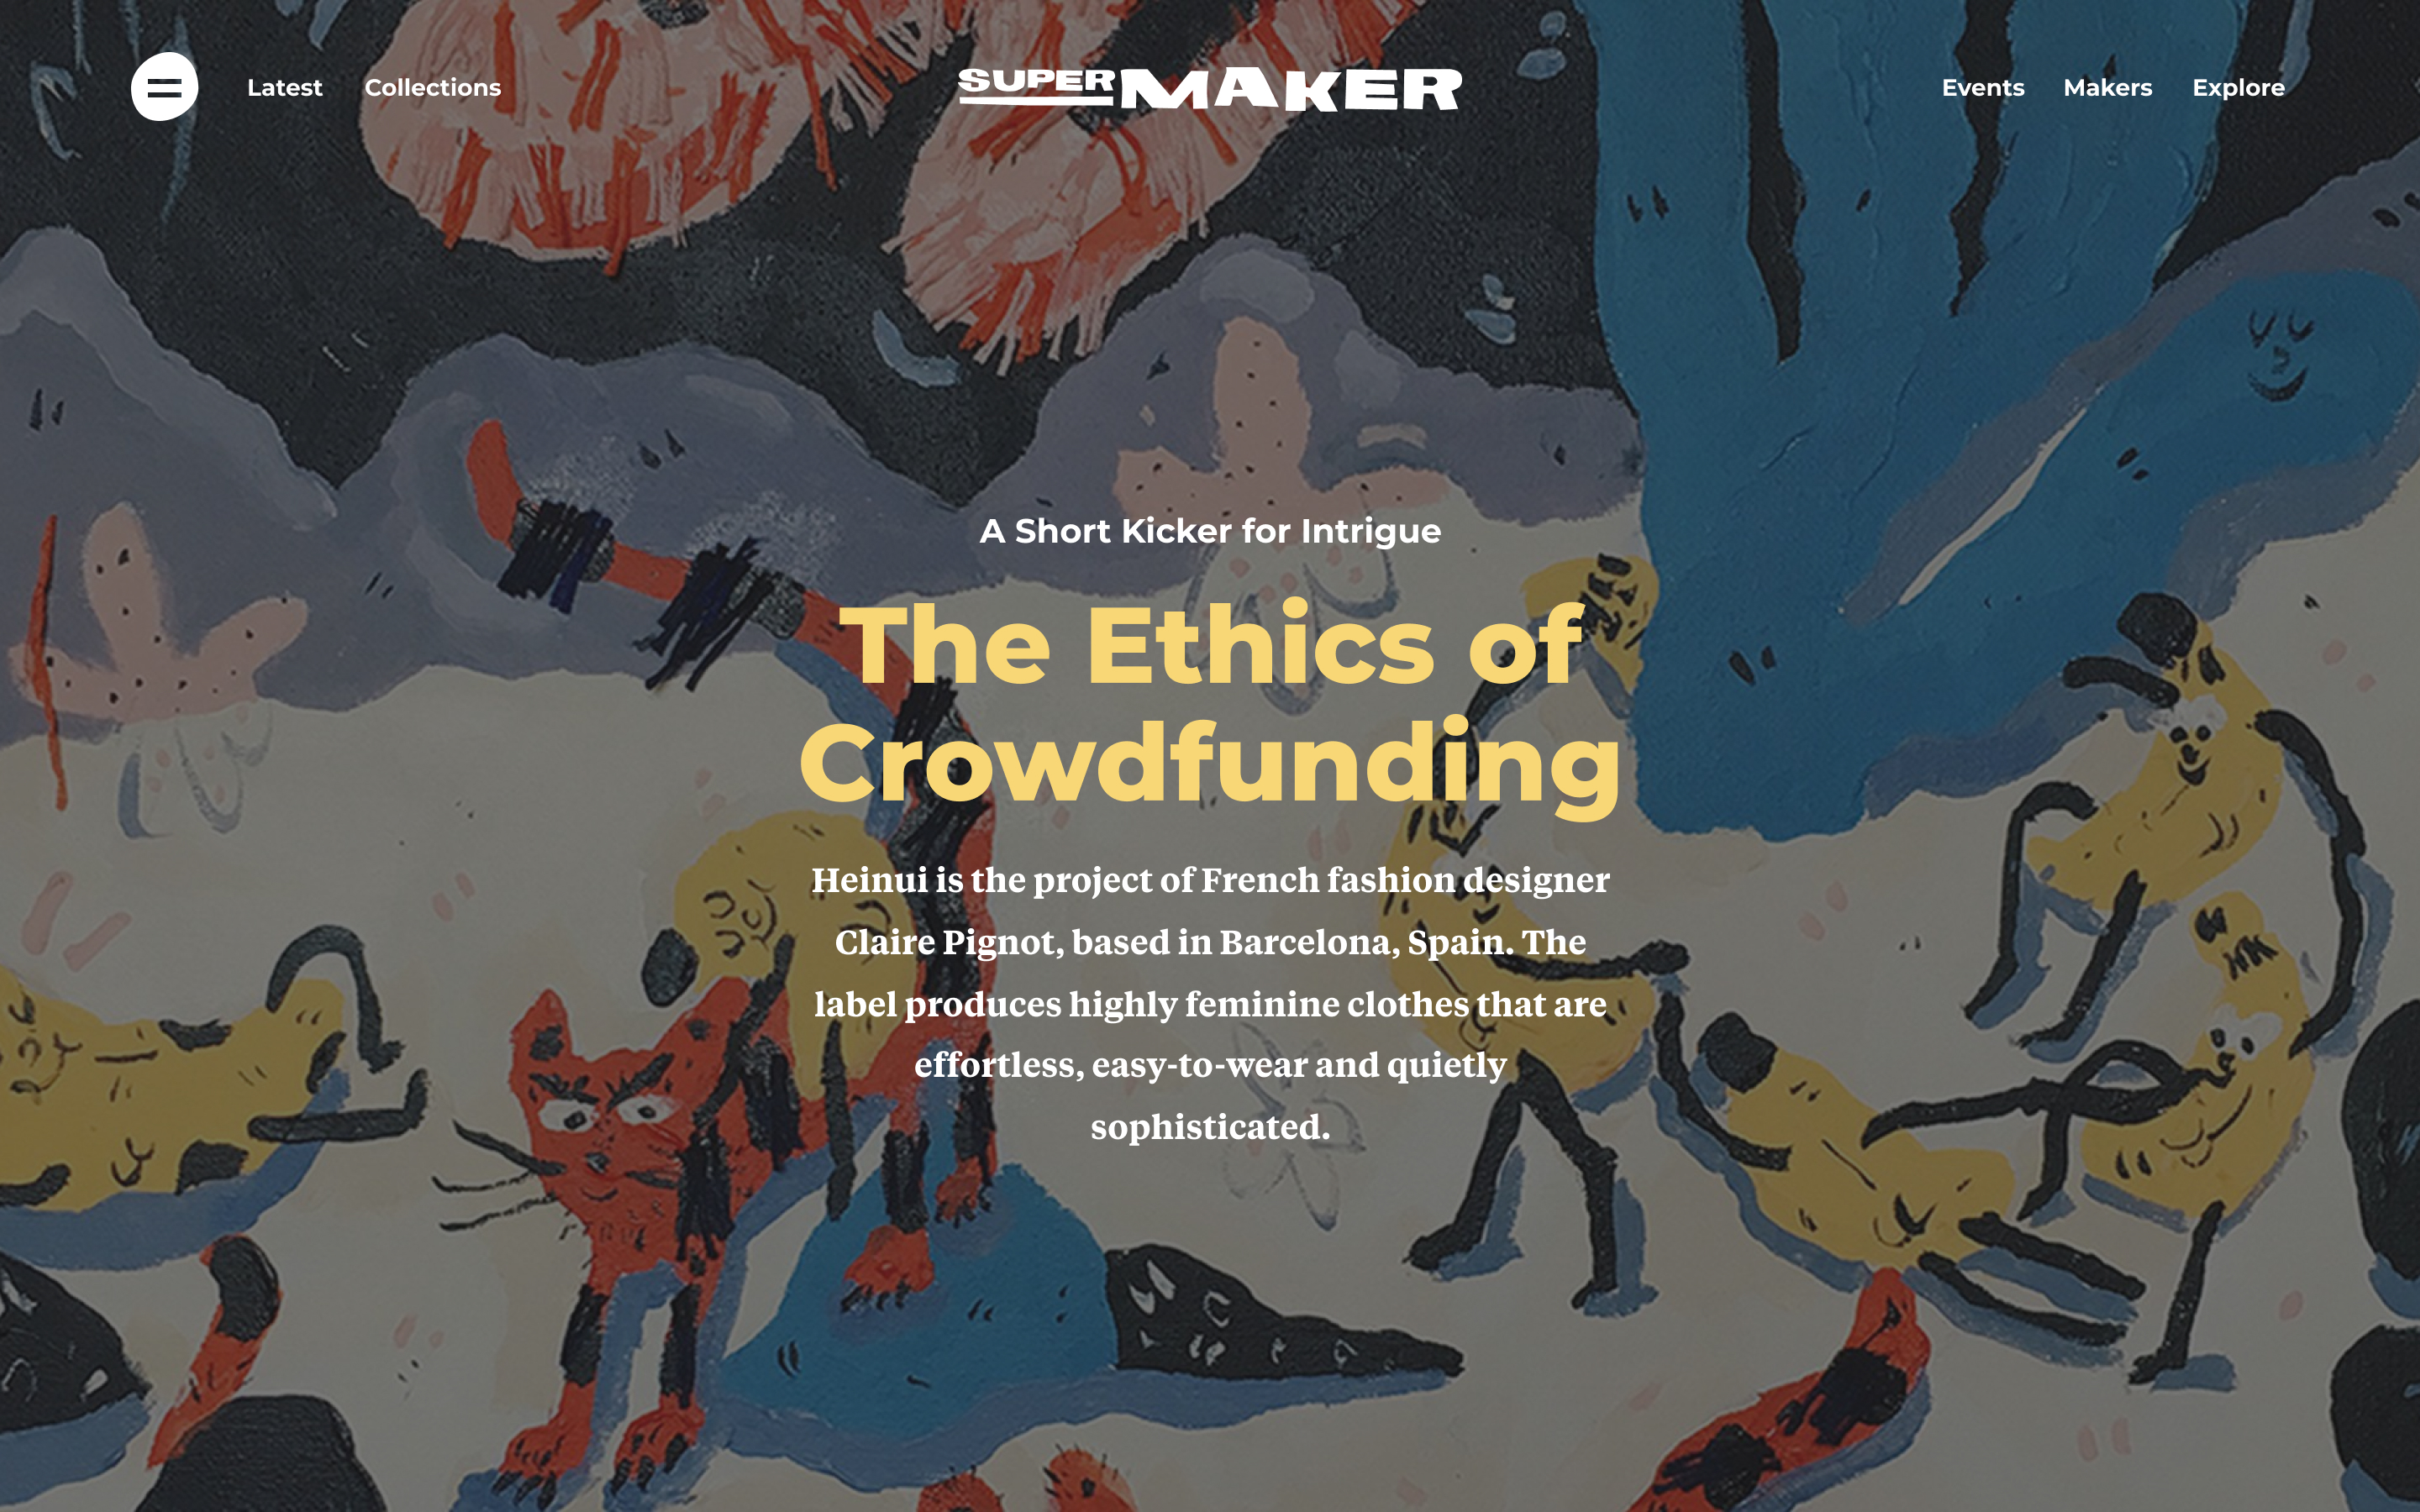 Latest
Collections
SUPERMAKER
Events
Makers
Explore
A Short Kicker for Intrigue
The Ethics of
Crowdfunding
Heinui is the project of French fashion designer
Claire Pignot, based in Barcelona, Spain. The
label produces highly feminine clothes that are
effortless, easy-to-wear and quietly
sophisticated.